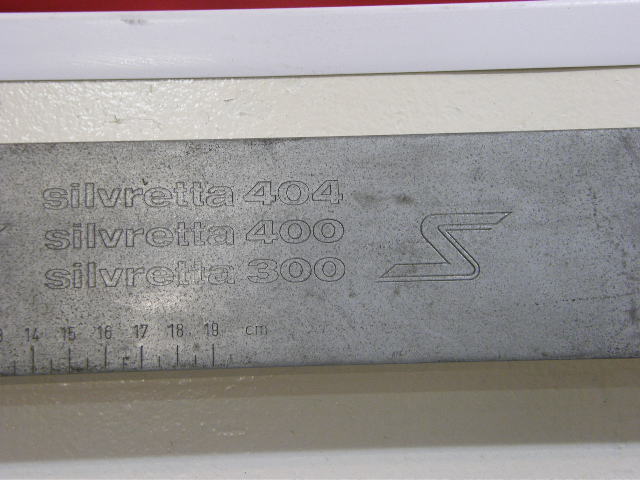 silvretta 404
silvretta 400
silvretta 300
14 15 16 17 18 19 cm